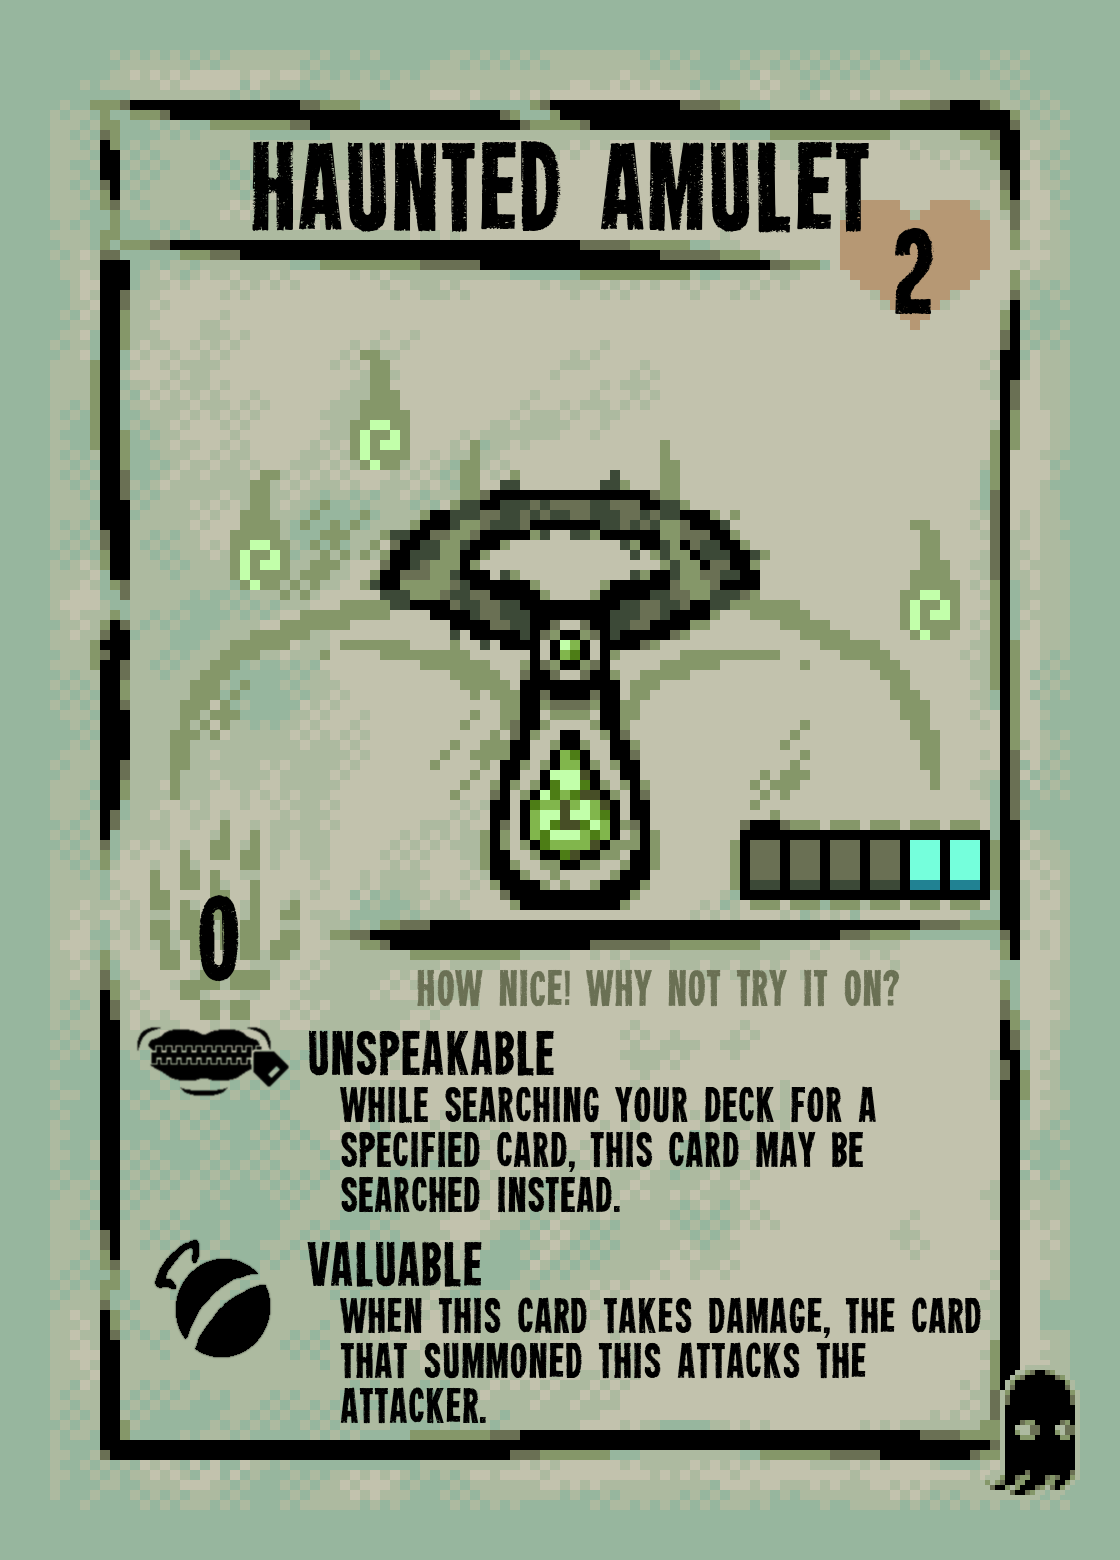 HAUNTED AMULET
2
0
HOW NICE! WHY NOT TRY IT ON?
UNSPEAKABLE
WHILE SEARCHING YOUR DECK FOR A
SPECIFIED CARD, THIS CARD MAY BE
SEARCHED INSTEAD.
VALUABLE
WHEN THIS CARD TAKES DAMAGE, THE CARD
THAT SUMMONED THIS ATTACKS THE
ATTACKER.